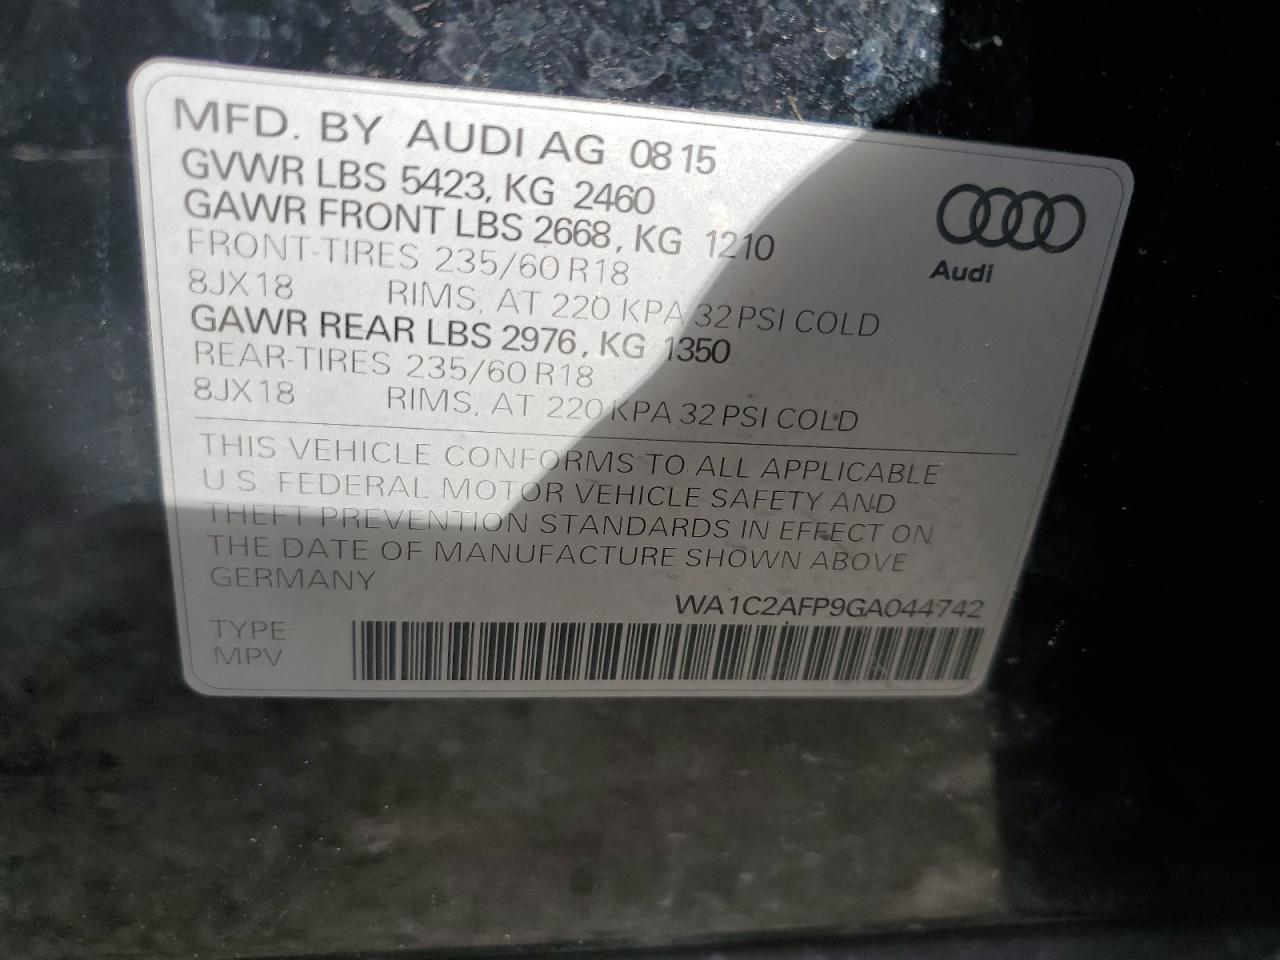 MFD. BY AUDI AG 08 15
GVWR LBS 5423, KG 2460
GAWR FRONT LBS 2668, KG 1210
FRONT-TIRES 235/60 R18
8JX18 RIMS, AT 220 KPA 32 PSI COLD
GAWR REAR LBS 2976, KG 1350
REAR-TIRES 235/60 R18
8JX18 RIMS, AT 220 KPA 32 PSI COLD
Audi
THIS VEHICLE CONFORMS TO ALL APPLICABLE
U.S. FEDERAL MOTOR VEHICLE SAFETY AND
THEFT PREVENTION STANDARDS IN EFFECT ON
THE DATE OF MANUFACTURE SHOWN ABOVE
GERMANY
WA1C2AFP9GA044742
TYPE:
MPV